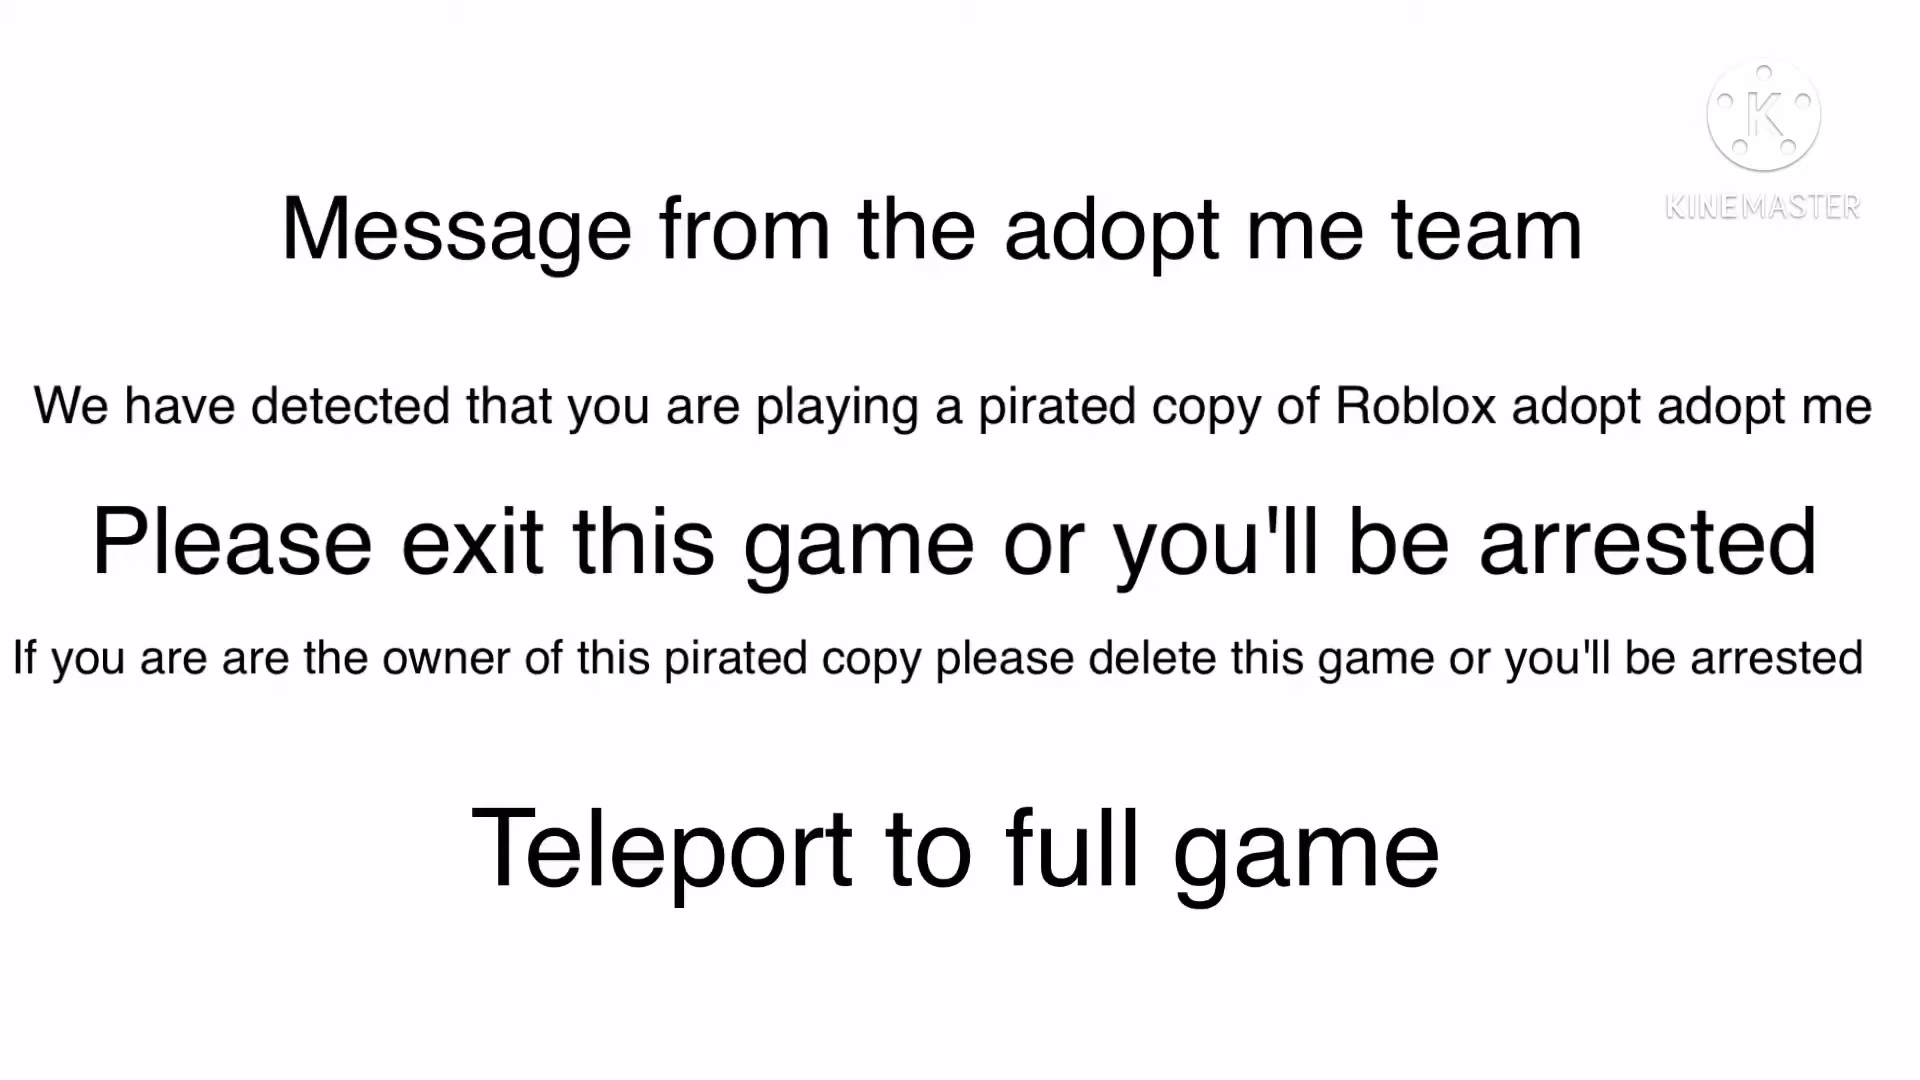 K
KINEMASTER
Message from the adopt me team
We have detected that you are playing a pirated copy of Roblox adopt adopt me
Please exit this game or you'll be arrested
If you are are the owner of this pirated copy please delete this game or you'll be arrested
Teleport to full game